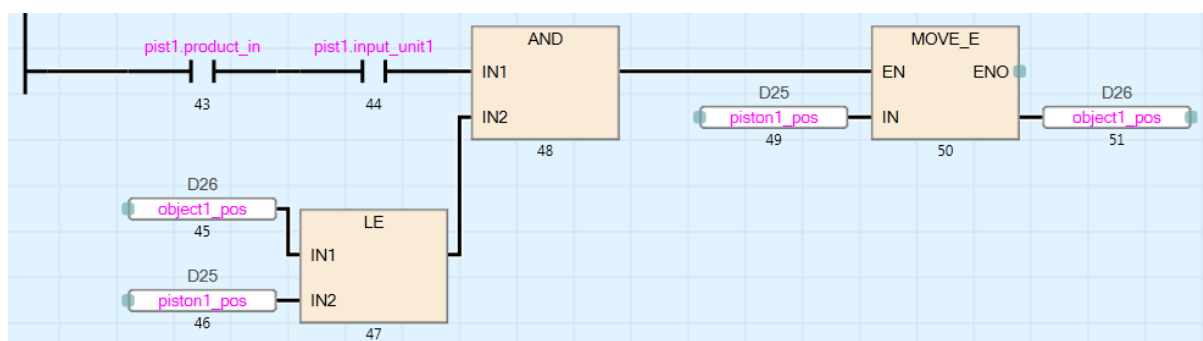 pist1.product_in
pist1.input_unit1
43
44
AND
IN1
IN2
48
MOVE_E
EN ENO
IN
50
D25
piston1_pos
49
D26
object1_pos
51
D26
object1_pos
45
D25
piston1_pos
46
LE
IN1
IN2
47